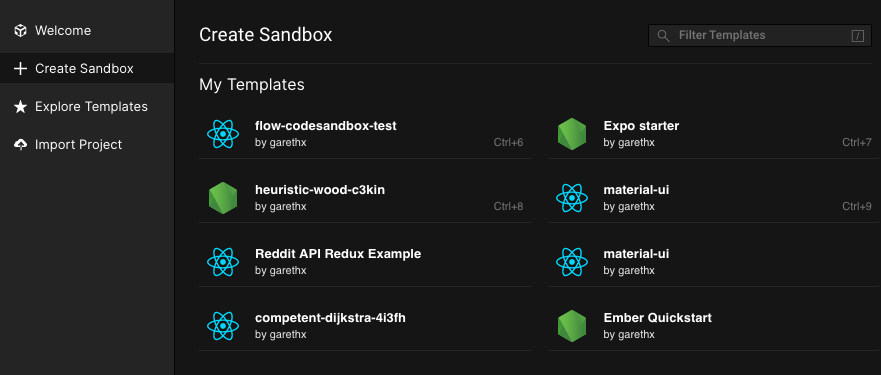 Welcome
Create Sandbox
Explore Templates
Import Project
Create Sandbox
Filter Templates
/
My Templates
flow-codesandbox-test
by garethx
Ctrl+6
Expo starter
by garethx
Ctrl+7
heuristic-wood-c3kin
by garethx
Ctrl+8
material-ui
by garethx
Ctrl+9
Reddit API Redux Example
by garethx
material-ui
by garethx
competent-dijkstra-4i3fh
by garethx
Ember Quickstart
by garethx